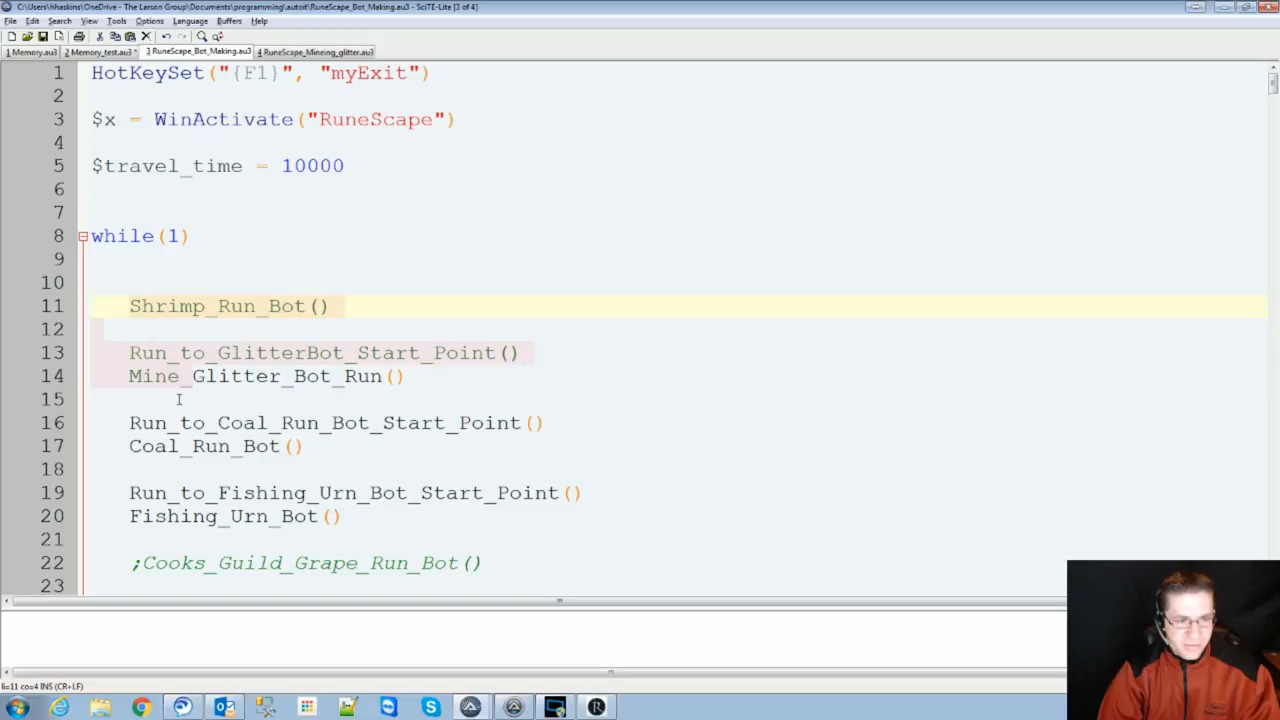 C:\Users\hhaskins\OneDrive - The Larson Group\Documents\programming\autoit\RuneScape_Bot_Making.au3 - SciTE-Lite [3 of 4]
File Edit Search View Tools Options Language Buffers Help
1 Memory.au3 2 Memory_test.au3 * 3 RuneScape_Bot_Making.au3 4 RuneScape_Mineing_glitter.au3
1 HotKeySet("{F1}", "myExit")
2
3 $x = WinActivate("RuneScape")
4
5 $travel_time = 10000
6
7
8 while(1)
9
10
11 Shrimp_Run_Bot()
12
13 Run_to_GlitterBot_Start_Point()
14 Mine_Glitter_Bot_Run()
15
16 Run_to_Coal_Run_Bot_Start_Point()
17 Coal_Run_Bot()
18
19 Run_to_Fishing_Urn_Bot_Start_Point()
20 Fishing_Urn_Bot()
21
22 ;Cooks_Guild_Grape_Run_Bot()
23
li=11 co=4 INS (CR+LF)